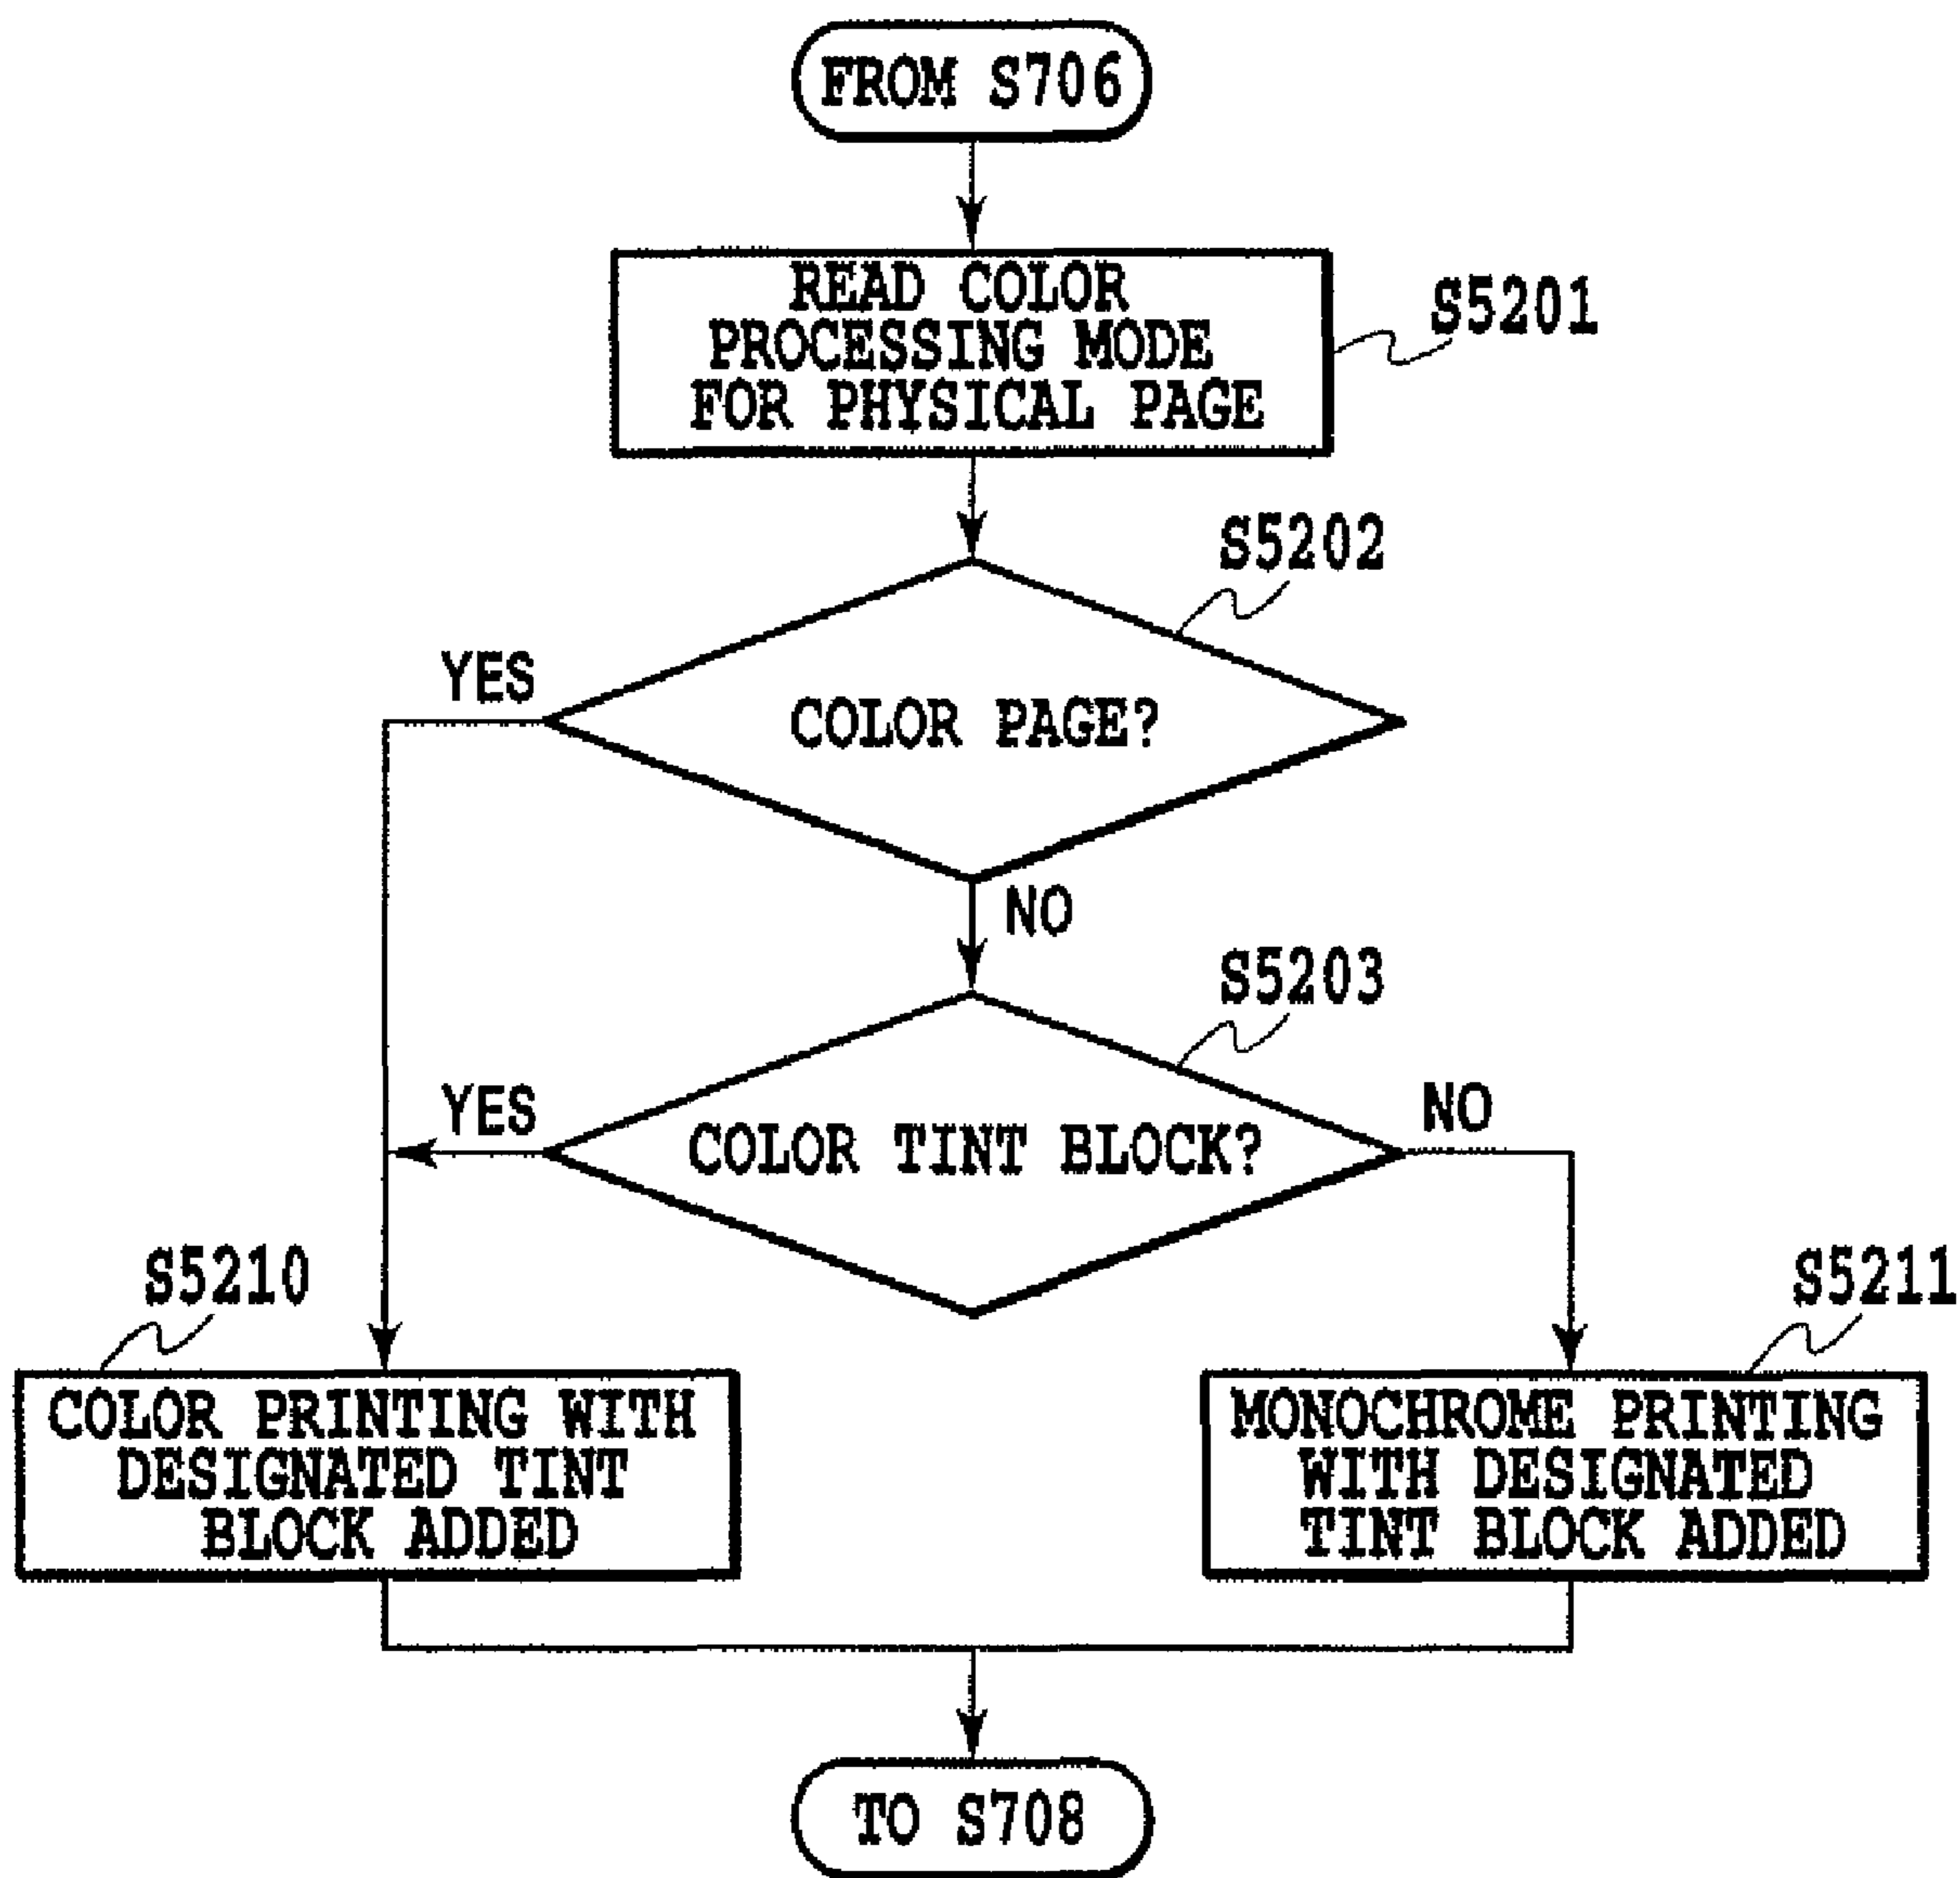 FROM S706
READ COLOR
PROCESSING MODE
FOR PHYSICAL PAGE
S5201
S5202
YES
COLOR PAGE?
NO
S5203
YES
COLOR TINT BLOCK?
NO
S5210
COLOR PRINTING WITH
DESIGNATED TINT
BLOCK ADDED
S5211
MONOCHROME PRINTING
WITH DESIGNATED
TINT BLOCK ADDED
TO S708